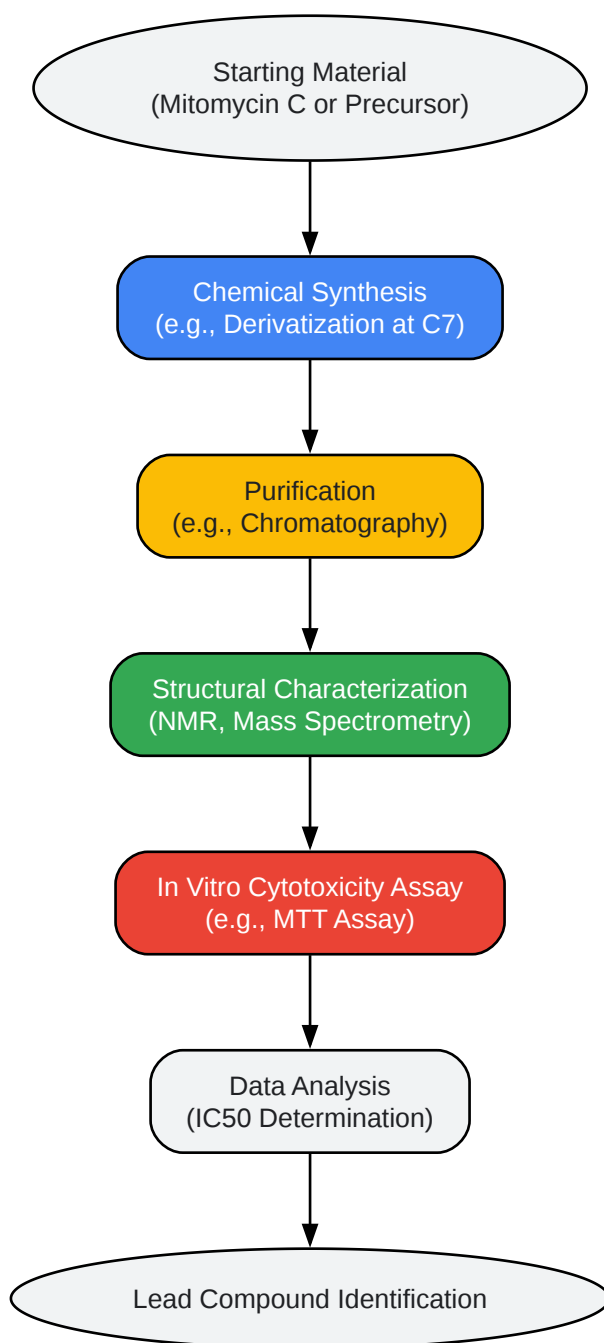 Starting Material
(Mitomycin C or Precursor)
Chemical Synthesis
(e.g., Derivatization at C7)
Purification
(e.g., Chromatography)
Structural Characterization
(NMR, Mass Spectrometry)
In Vitro Cytotoxicity Assay
(e.g., MTT Assay)
Data Analysis
(IC50 Determination)
Lead Compound Identification